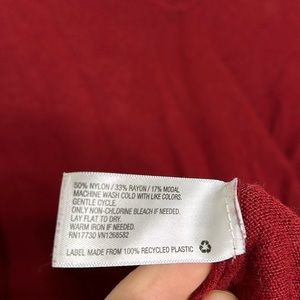 50% NYLON / 33% RAYON / 17% MODAL
MACHINE WASH COLD WITH LIKE COLORS.
GENTLE CYCLE.
ONLY NON-CHLORINE BLEACH IF NEEDED.
LAY FLAT TO DRY.
WARM IRON IF NEEDED.
RN17730 VN1268582
LABEL MADE FROM 100% RECYCLED PLASTIC